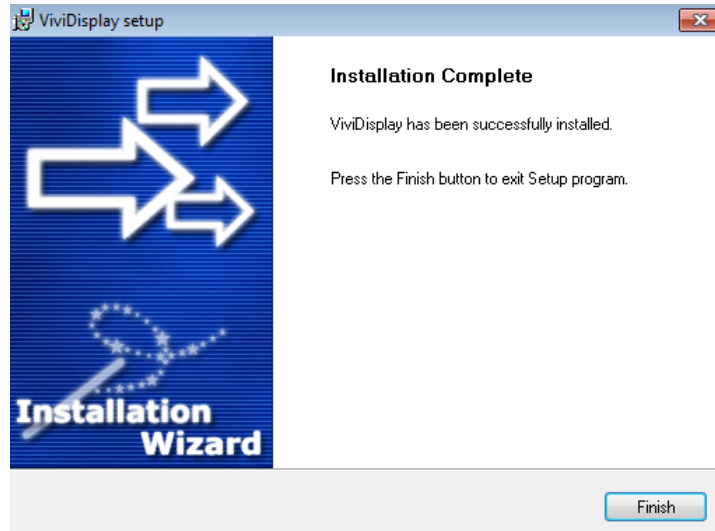 ViviDisplay setup
Installation Complete
ViviDisplay has been successfully installed.
Press the Finish button to exit Setup program.
Installation
Wizard
Finish